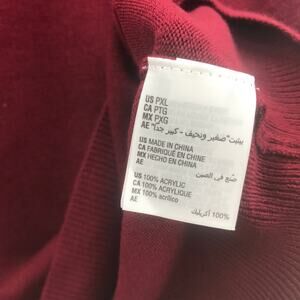 US PXL
CA PTG
MX PXG
AE بيتيت "صغير ونحيف - كبير جداً"
US MADE IN CHINA
CA FABRIQUÉ EN CHINE
MX HECHO EN CHINA
AE صُنع في الصين
US 100% ACRYLIC
CA 100% ACRYLIQUE
MX 100% acrílico
AE 100% أكريليك